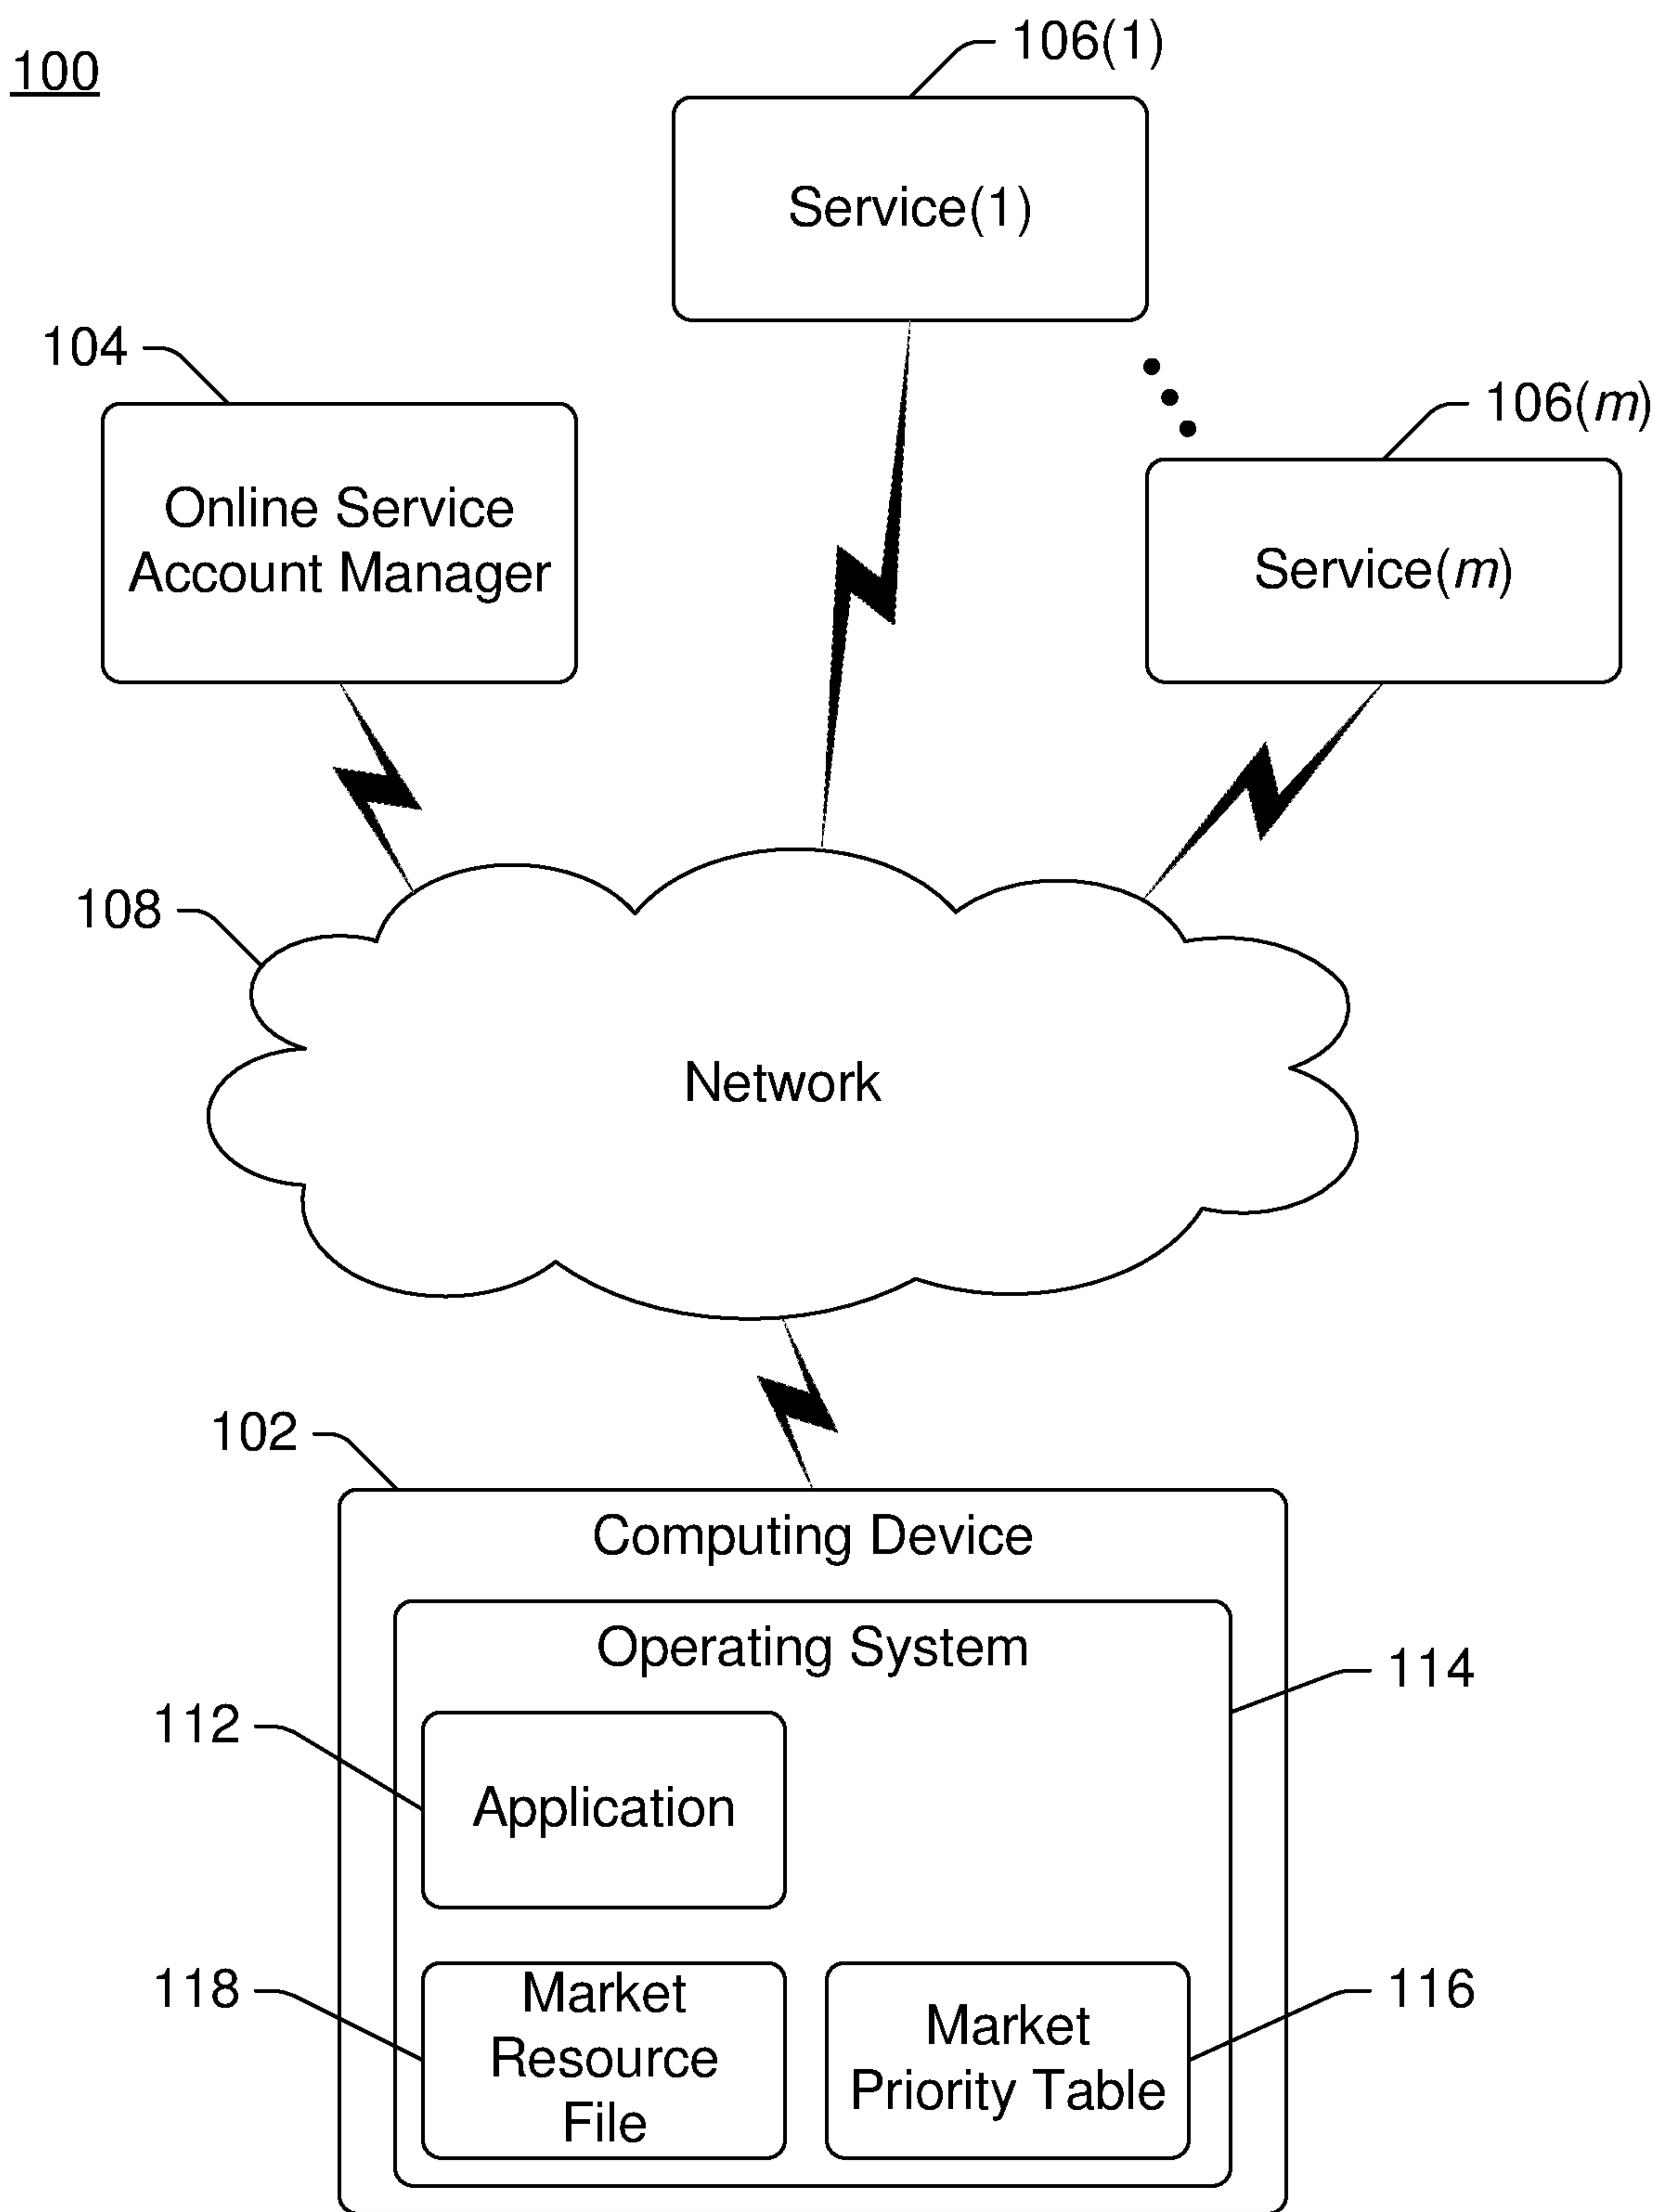 100
106(1)
Service(1)
104
106(m)
Online Service
Account Manager
Service(m)
108
Network
102
Computing Device
Operating System
114
112
Application
118
Market
Resource
File
116
Market
Priority Table